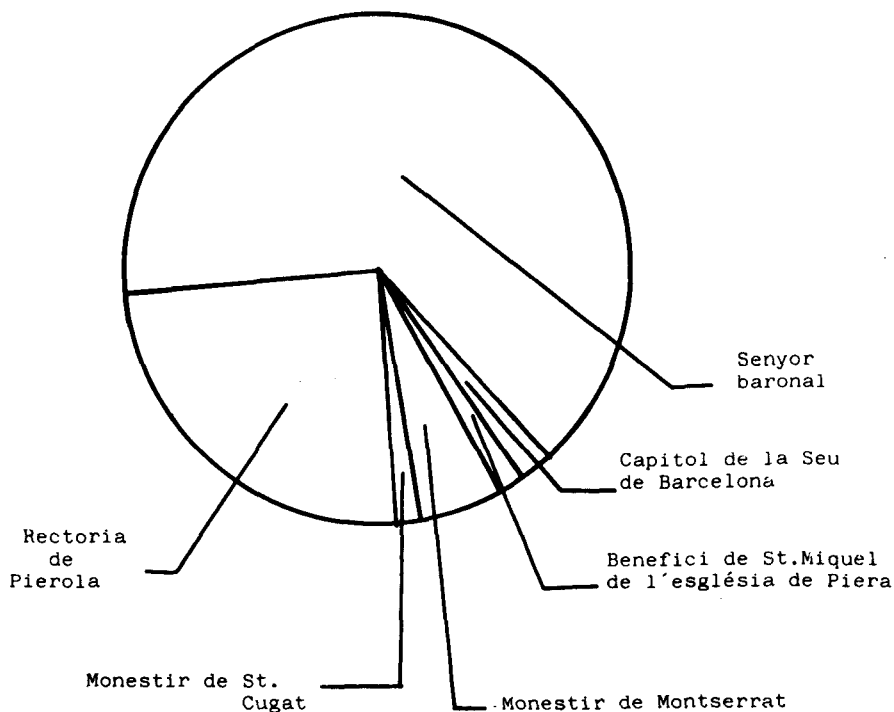 Senyor
baronal
Capitol de la Seu
de Barcelona
Benefici de St.Miquel
de l´església de Piera
Rectoria
de
Pierola
Monestir de St.
Cugat
Monestir de Montserrat